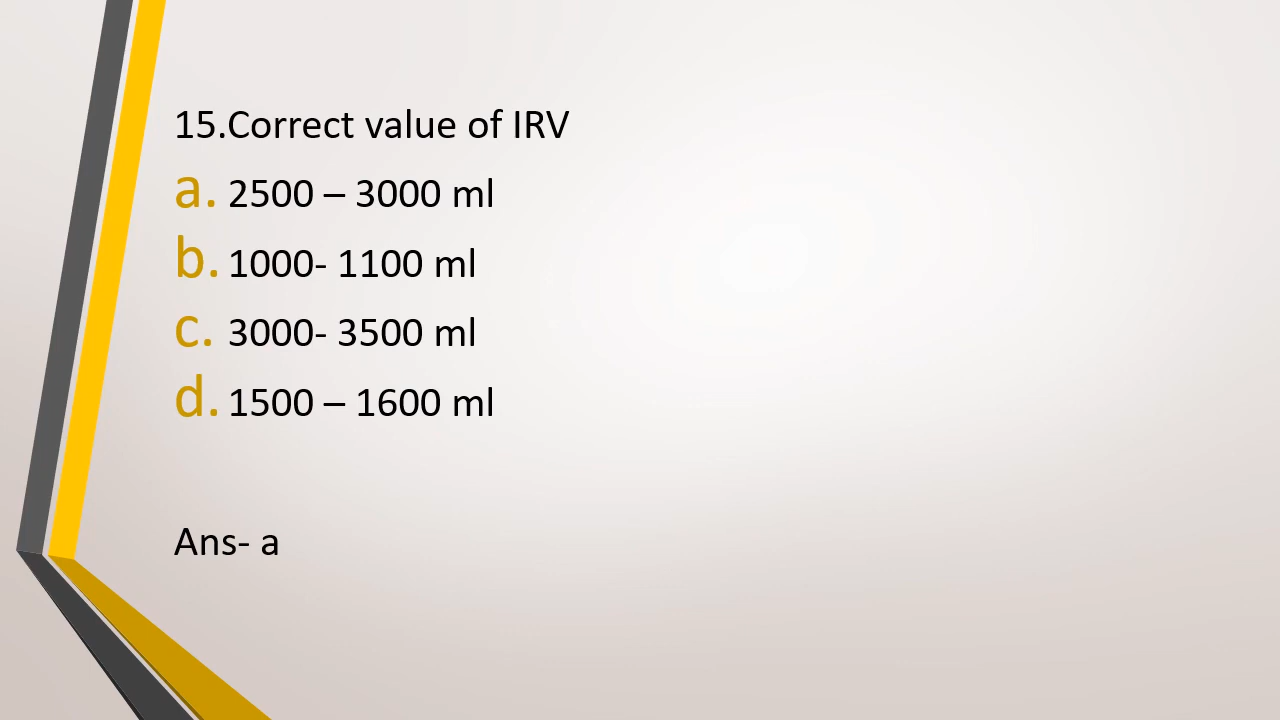 15.Correct value of IRV
a. 2500 – 3000 ml
b. 1000- 1100 ml
c. 3000- 3500 ml
d. 1500 – 1600 ml
Ans- a